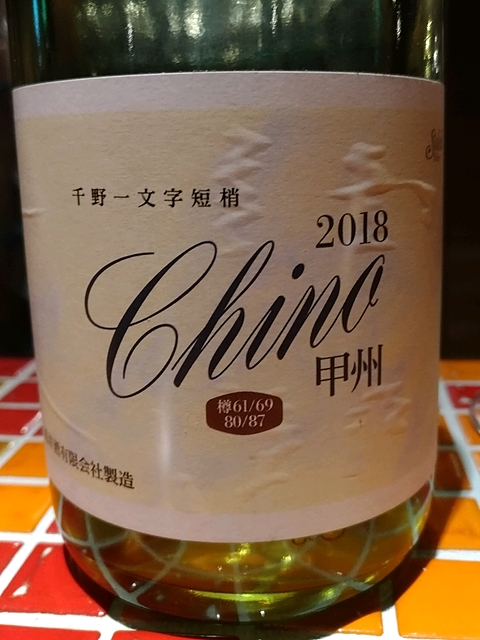 千野一文字短梢
2018
Chino
甲州
樽61/69
80/87
有限会社製造